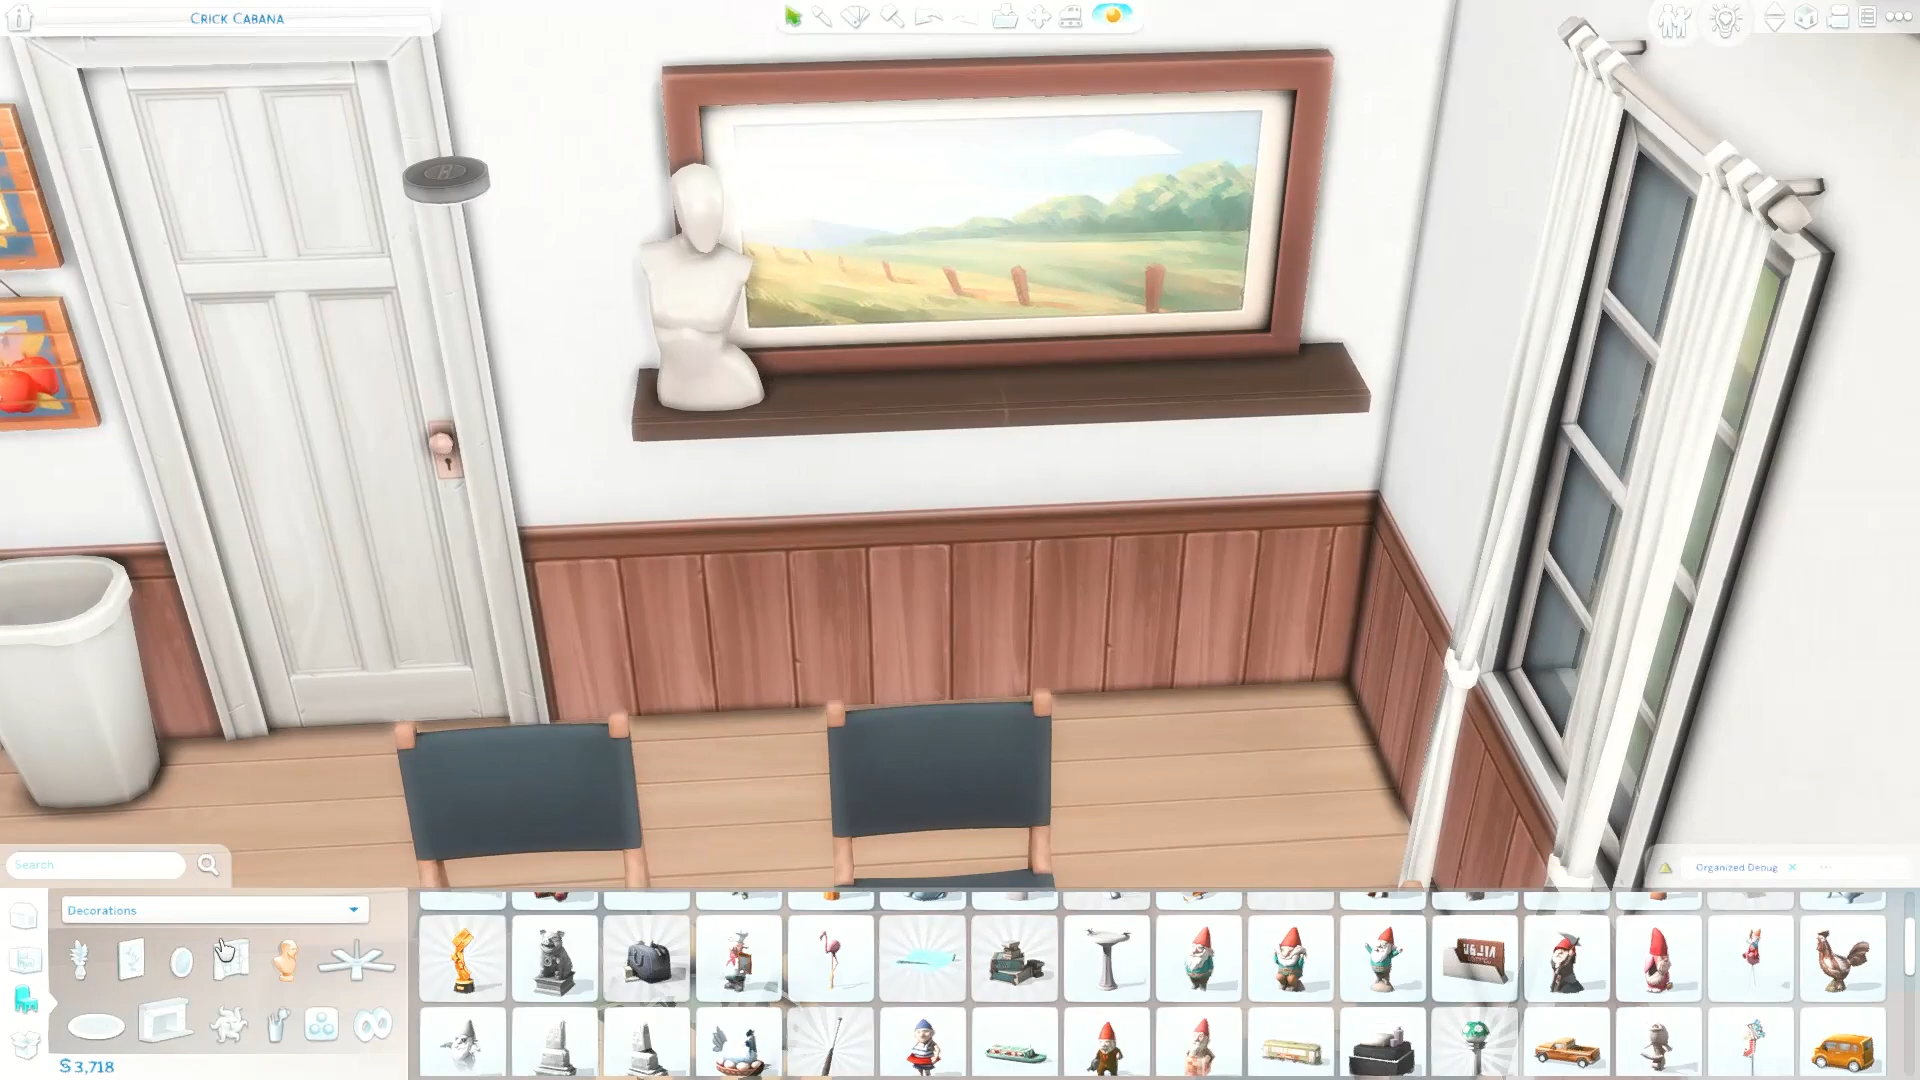 CRICK CABANA
Search
Organized Debug
Decorations
§3,718